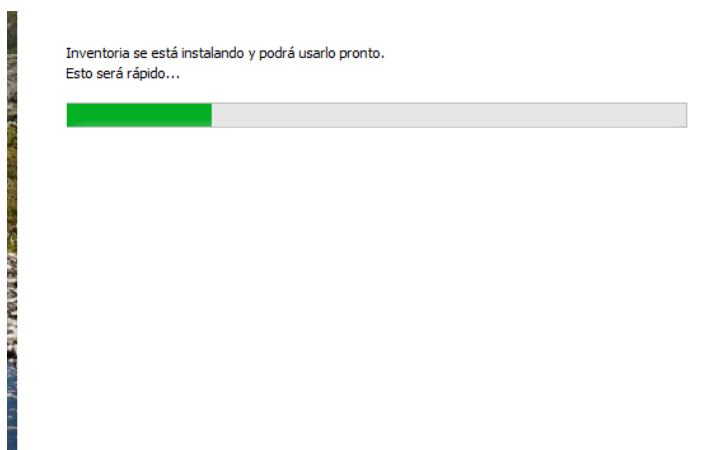 Inventoria se está instalando y podrá usarlo pronto.
Esto será rápido...